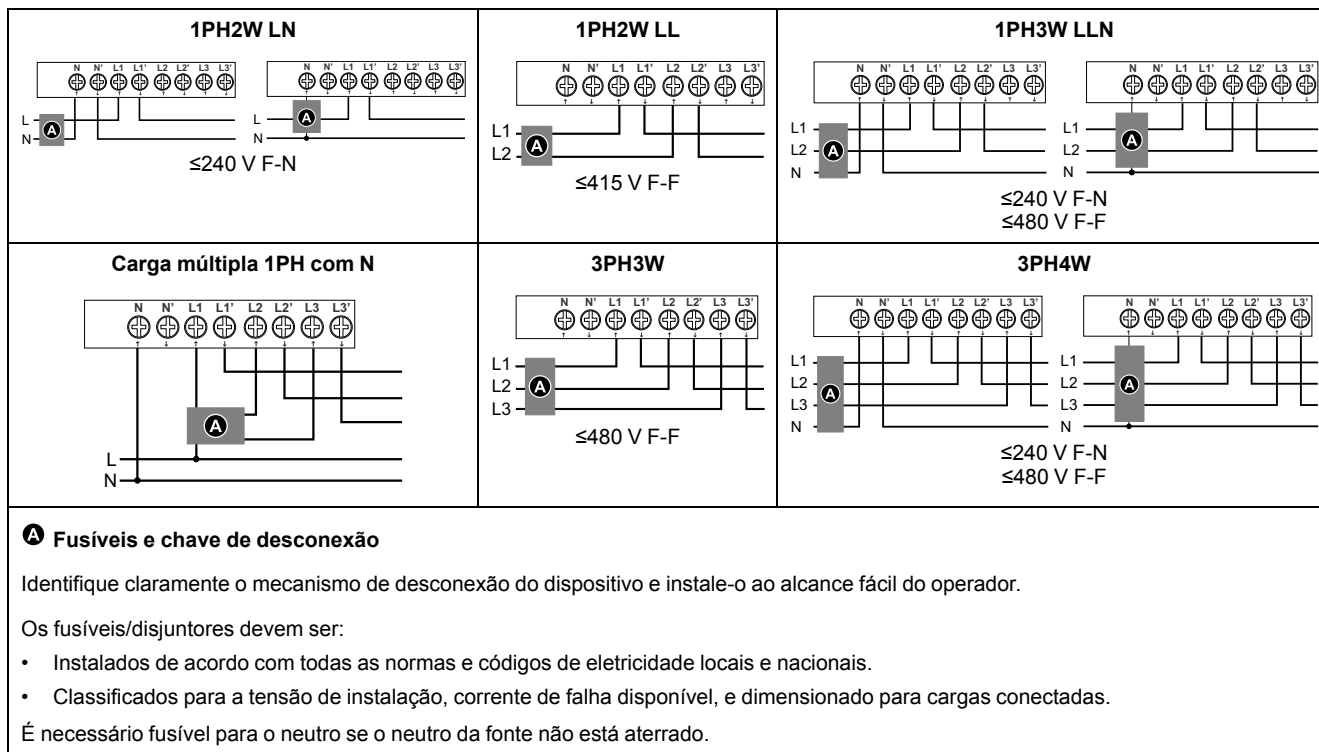 1PH2W LN
N N' L1 L1' L2 L2' L3 L3'
N N' L1 L1' L2 L2' L3 L3'
L A
N
L A
N
≤240 V F-N
1PH2W LL
N N' L1 L1' L2 L2' L3 L3'
L1
L2 A
≤415 V F-F
1PH3W LLN
N N' L1 L1' L2 L2' L3 L3'
N N' L1 L1' L2 L2' L3 L3'
L1
L2 A
N
L1
L2 A
N
≤240 V F-N
≤480 V F-F
Carga múltipla 1PH com N
N N' L1 L1' L2 L2' L3 L3'
A
L
N
3PH3W
N N' L1 L1' L2 L2' L3 L3'
L1
L2 A
L3
≤480 V F-F
3PH4W
N N' L1 L1' L2 L2' L3 L3'
N N' L1 L1' L2 L2' L3 L3'
L1
L2 A
L3
N
L1
L2 A
L3
N
≤240 V F-N
≤480 V F-F
A Fusíveis e chave de desconexão
Identifique claramente o mecanismo de desconexão do dispositivo e instale-o ao alcance fácil do operador.
Os fusíveis/disjuntores devem ser:
• Instalados de acordo com todas as normas e códigos de eletricidade locais e nacionais.
• Classificados para a tensão de instalação, corrente de falha disponível, e dimensionado para cargas conectadas.
É necessário fusível para o neutro se o neutro da fonte não está aterrado.